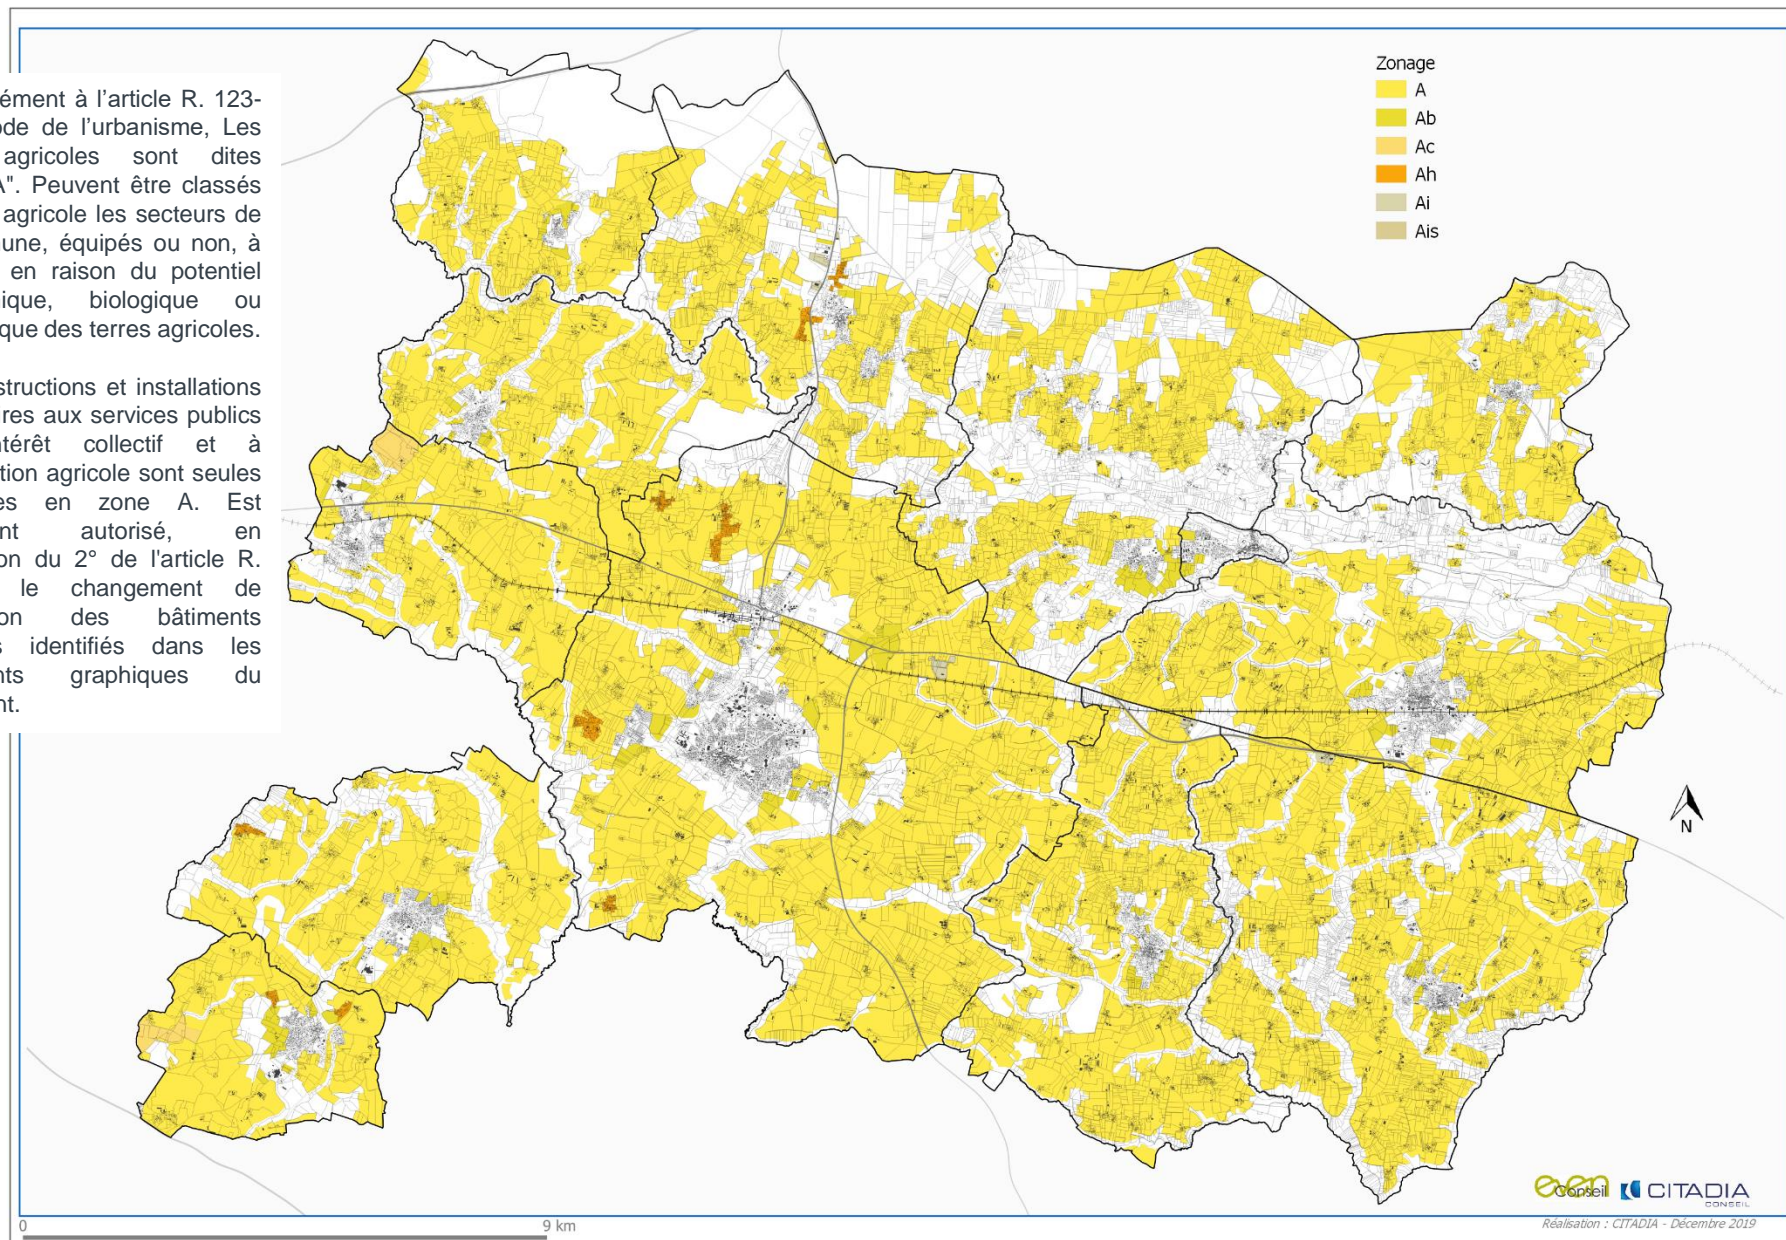 ément à l’article R. 123-
ode de l’urbanisme, Les
agricoles sont dites
A". Peuvent être classés
agricole les secteurs de
une, équipés ou non, à
en raison du potentiel
ique, biologique ou
que des terres agricoles.
structions et installations
res aux services publics
ntérêt collectif et à
tion agricole sont seules
es en zone A. Est
nt autorisé, en
on du 2° de l'article R.
le changement de
on des bâtiments
s identifiés dans les
nts graphiques du
nt.
Zonage
A
Ab
Ac
Ah
Ai
Ais
N
even
Conseil
CITADIA
CONSEIL
0
9 km
Réalisation : CITADIA - Décembre 2019